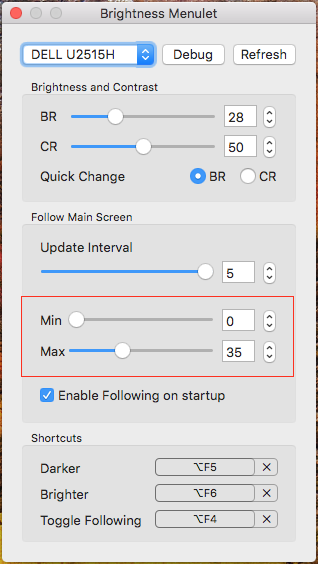 Brightness Menulet
DELL U2515H Debug Refresh
Brightness and Contrast
BR 28
CR 50
Quick Change BR CR
Follow Main Screen
Update Interval
5
Min 0
Max 35
Enable Following on startup
Shortcuts
Darker ⌥F5 ×
Brighter ⌥F6 ×
Toggle Following ⌥F4 ×